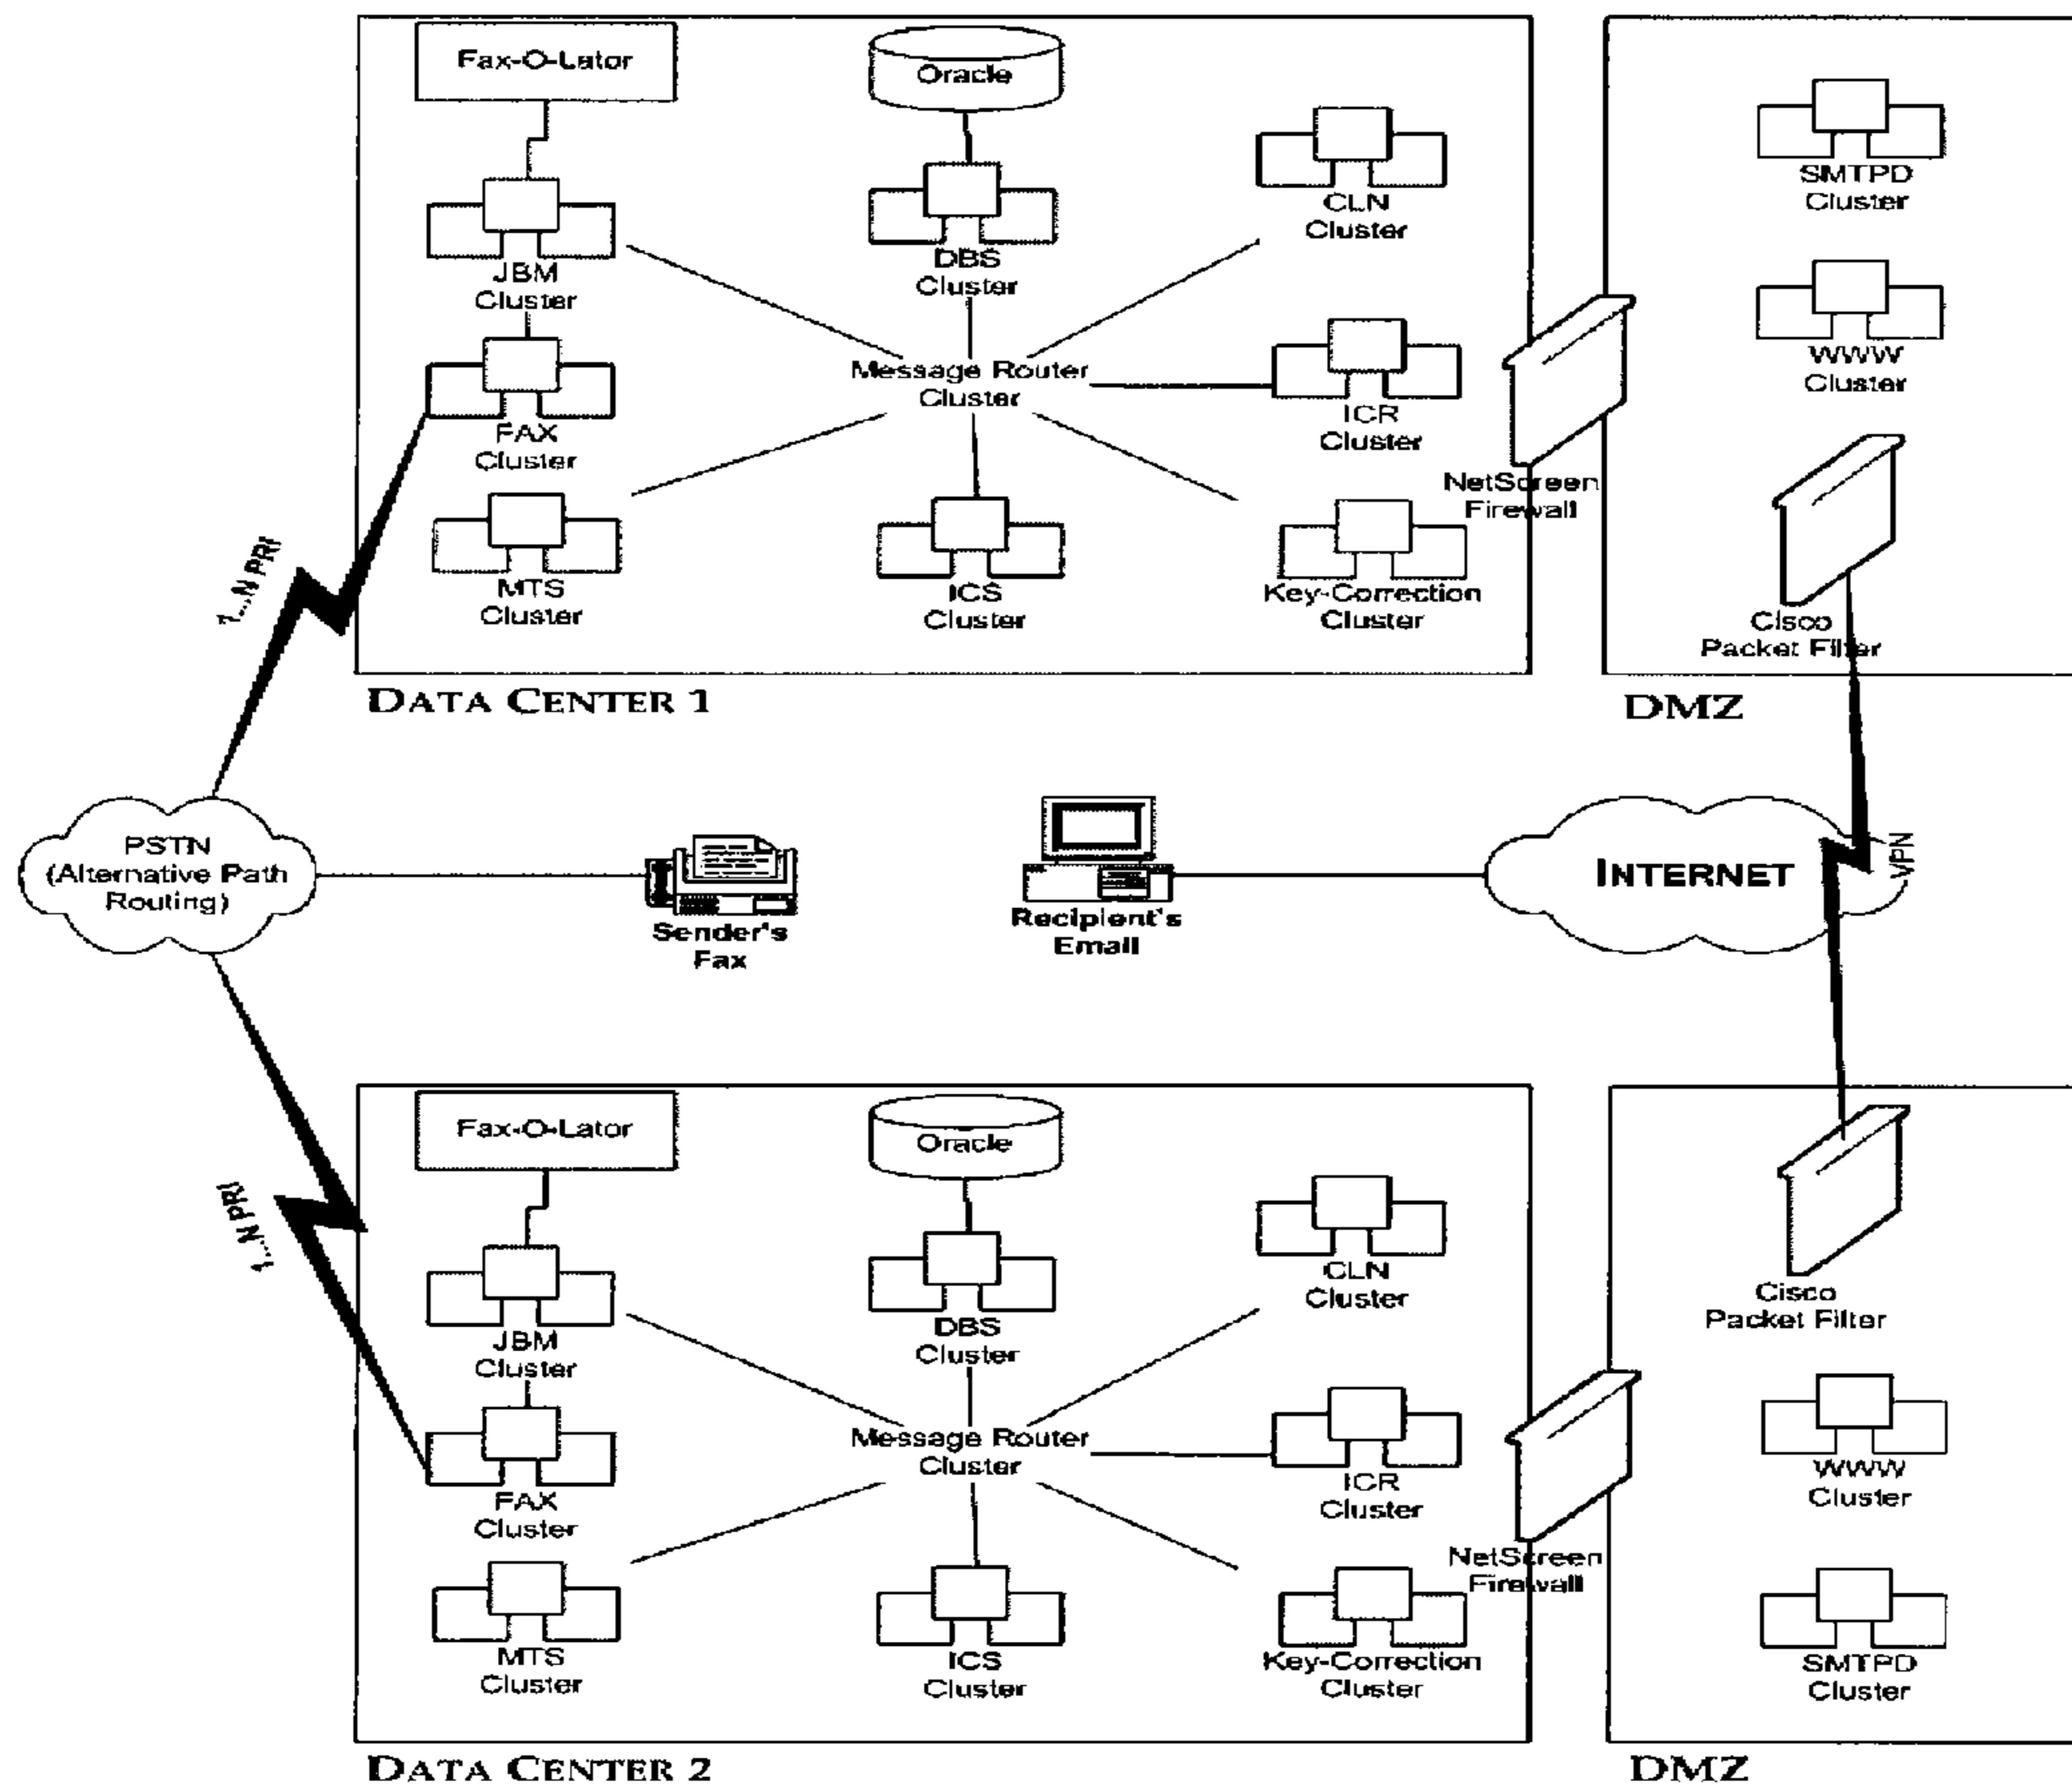 Fax-O-Lator
Oracle
CLN
Cluster
SMTPD
Cluster
JBM
Cluster
DBS
Cluster
WWW
Cluster
Message Router
Cluster
ICR
Cluster
FAX
Cluster
NetScreen
Firewall
MTS
Cluster
ICS
Cluster
Key-Correction
Cluster
Cisco
Packet Filter
1...N PRI
DATA CENTER 1
DMZ
PSTN
(Alternative Path
Routing)
Sender's
Fax
Recipient's
Email
INTERNET
VPN
Fax-O-Lator
Oracle
CLN
Cluster
Cisco
Packet Filter
1...N PRI
JBM
Cluster
DBS
Cluster
Message Router
Cluster
ICR
Cluster
WWW
Cluster
FAX
Cluster
NetScreen
Firewall
MTS
Cluster
ICS
Cluster
Key-Correction
Cluster
SMTPD
Cluster
DATA CENTER 2
DMZ